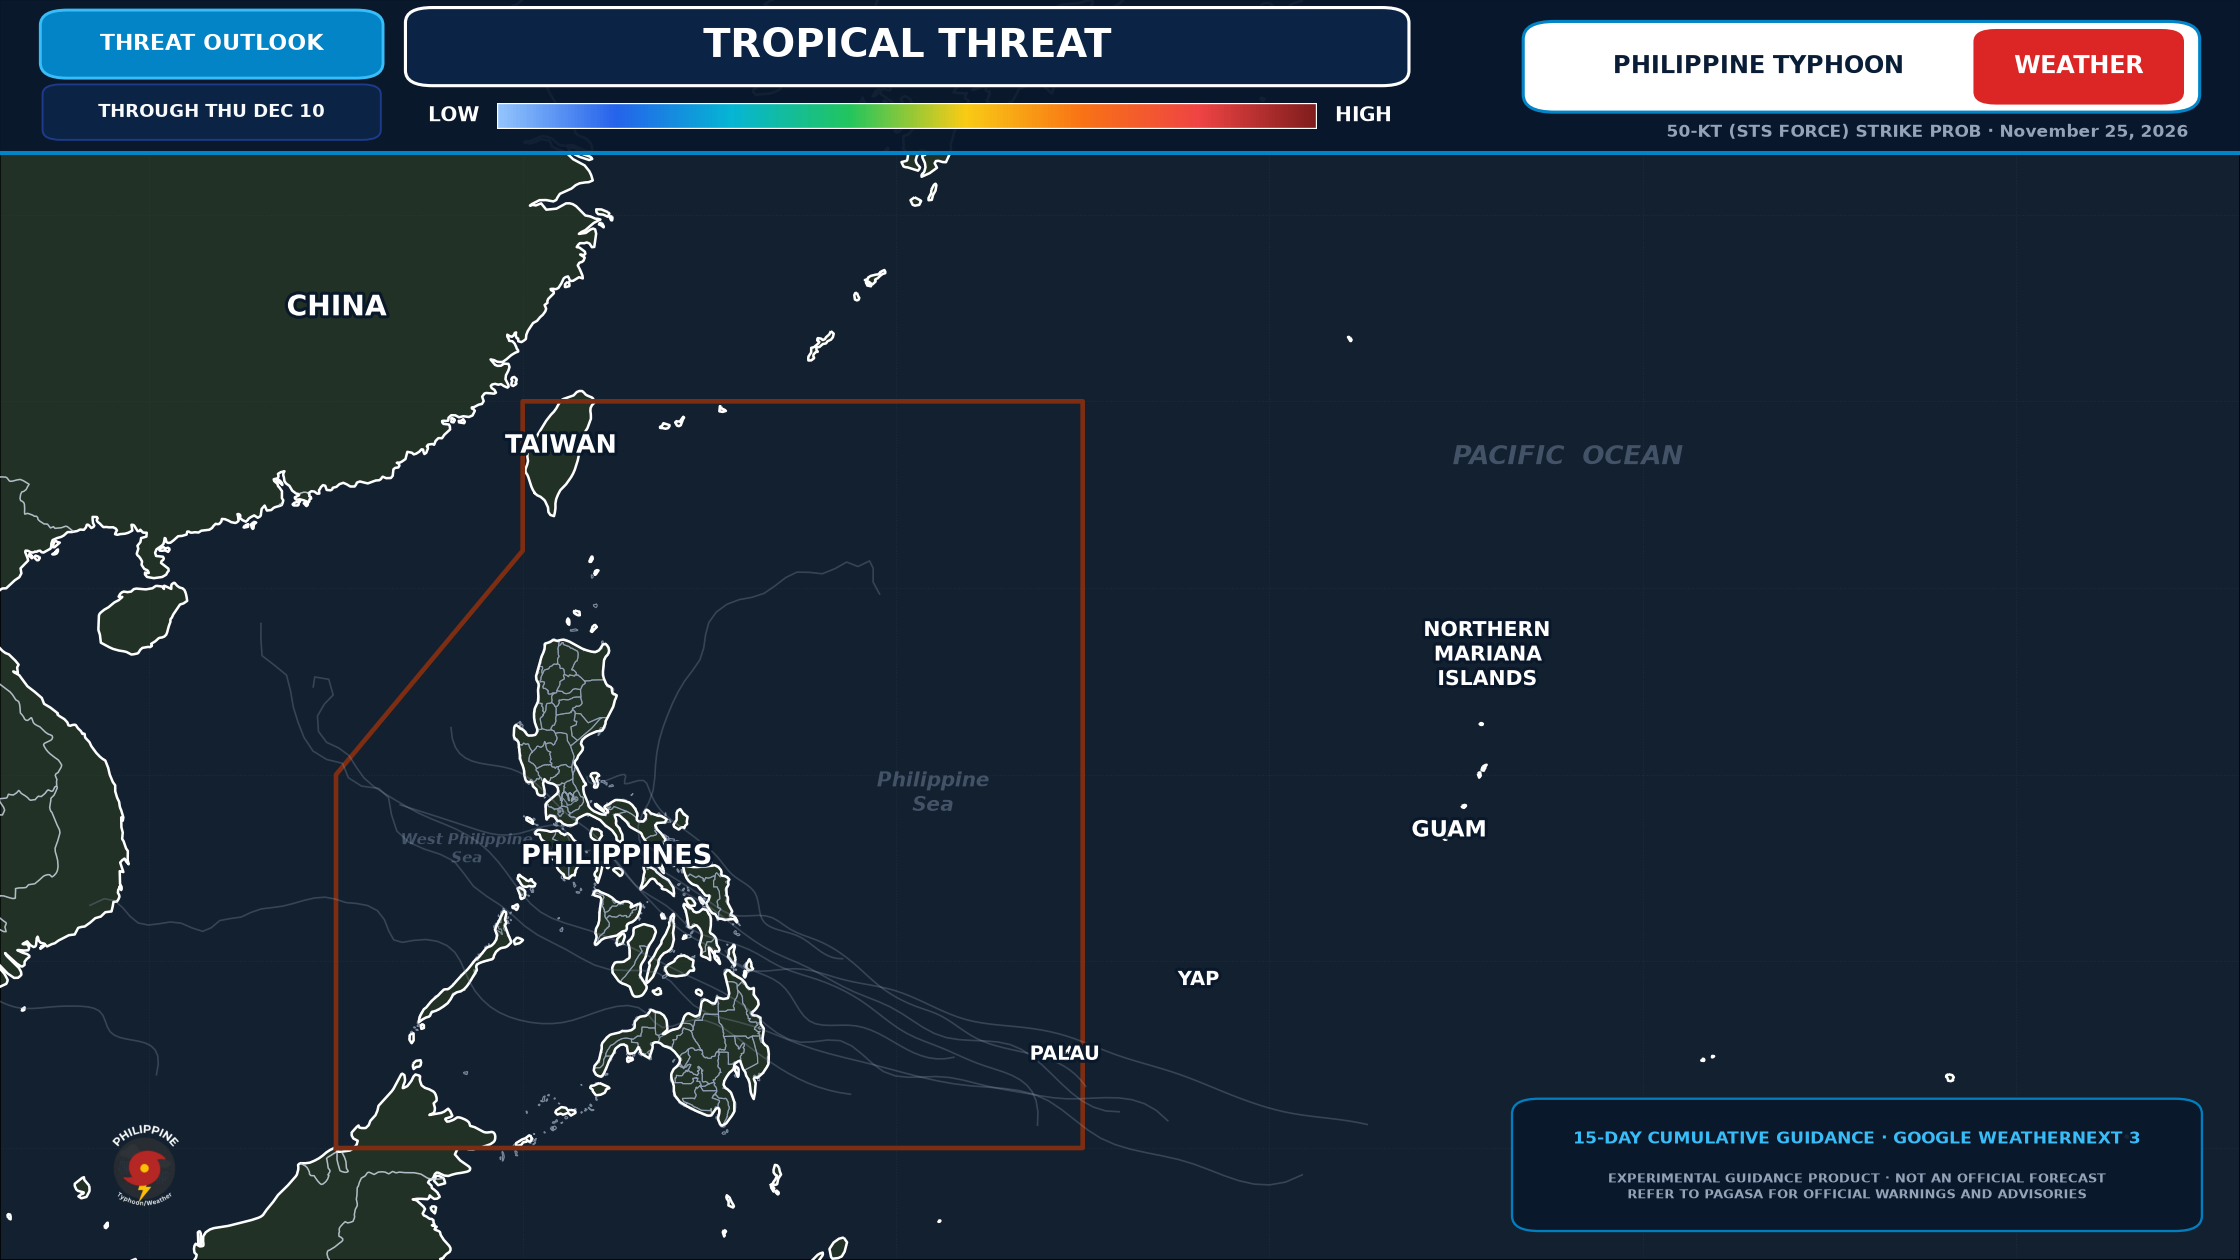 THREAT OUTLOOK
THROUGH THU DEC 10
TROPICAL THREAT
LOW
HIGH
PHILIPPINE TYPHOON
WEATHER
50-KT (STS FORCE) STRIKE PROB · November 25, 2026
CHINA
TAIWAN
PACIFIC OCEAN
NORTHERN
MARIANA
ISLANDS
Philippine
Sea
GUAM
West Philippine
Sea
PHILIPPINES
YAP
PALAU
PHILIPPINE
Typhoon/Weather
15-DAY CUMULATIVE GUIDANCE · GOOGLE WEATHERNEXT 3
EXPERIMENTAL GUIDANCE PRODUCT · NOT AN OFFICIAL FORECAST
REFER TO PAGASA FOR OFFICIAL WARNINGS AND ADVISORIES